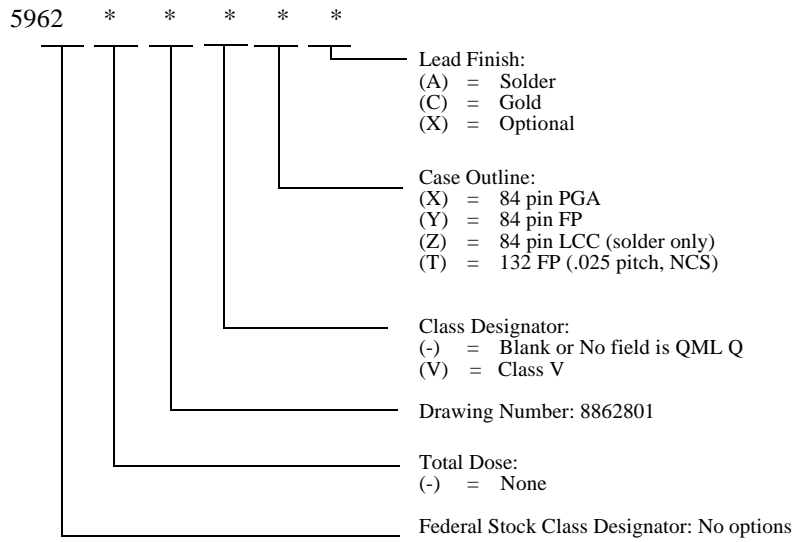 5962 * * * * *
Lead Finish:
(A) = Solder
(C) = Gold
(X) = Optional
Case Outline:
(X) = 84 pin PGA
(Y) = 84 pin FP
(Z) = 84 pin LCC (solder only)
(T) = 132 FP (.025 pitch, NCS)
Class Designator:
(-) = Blank or No field is QML Q
(V) = Class V
Drawing Number: 8862801
Total Dose:
(-) = None
Federal Stock Class Designator: No options